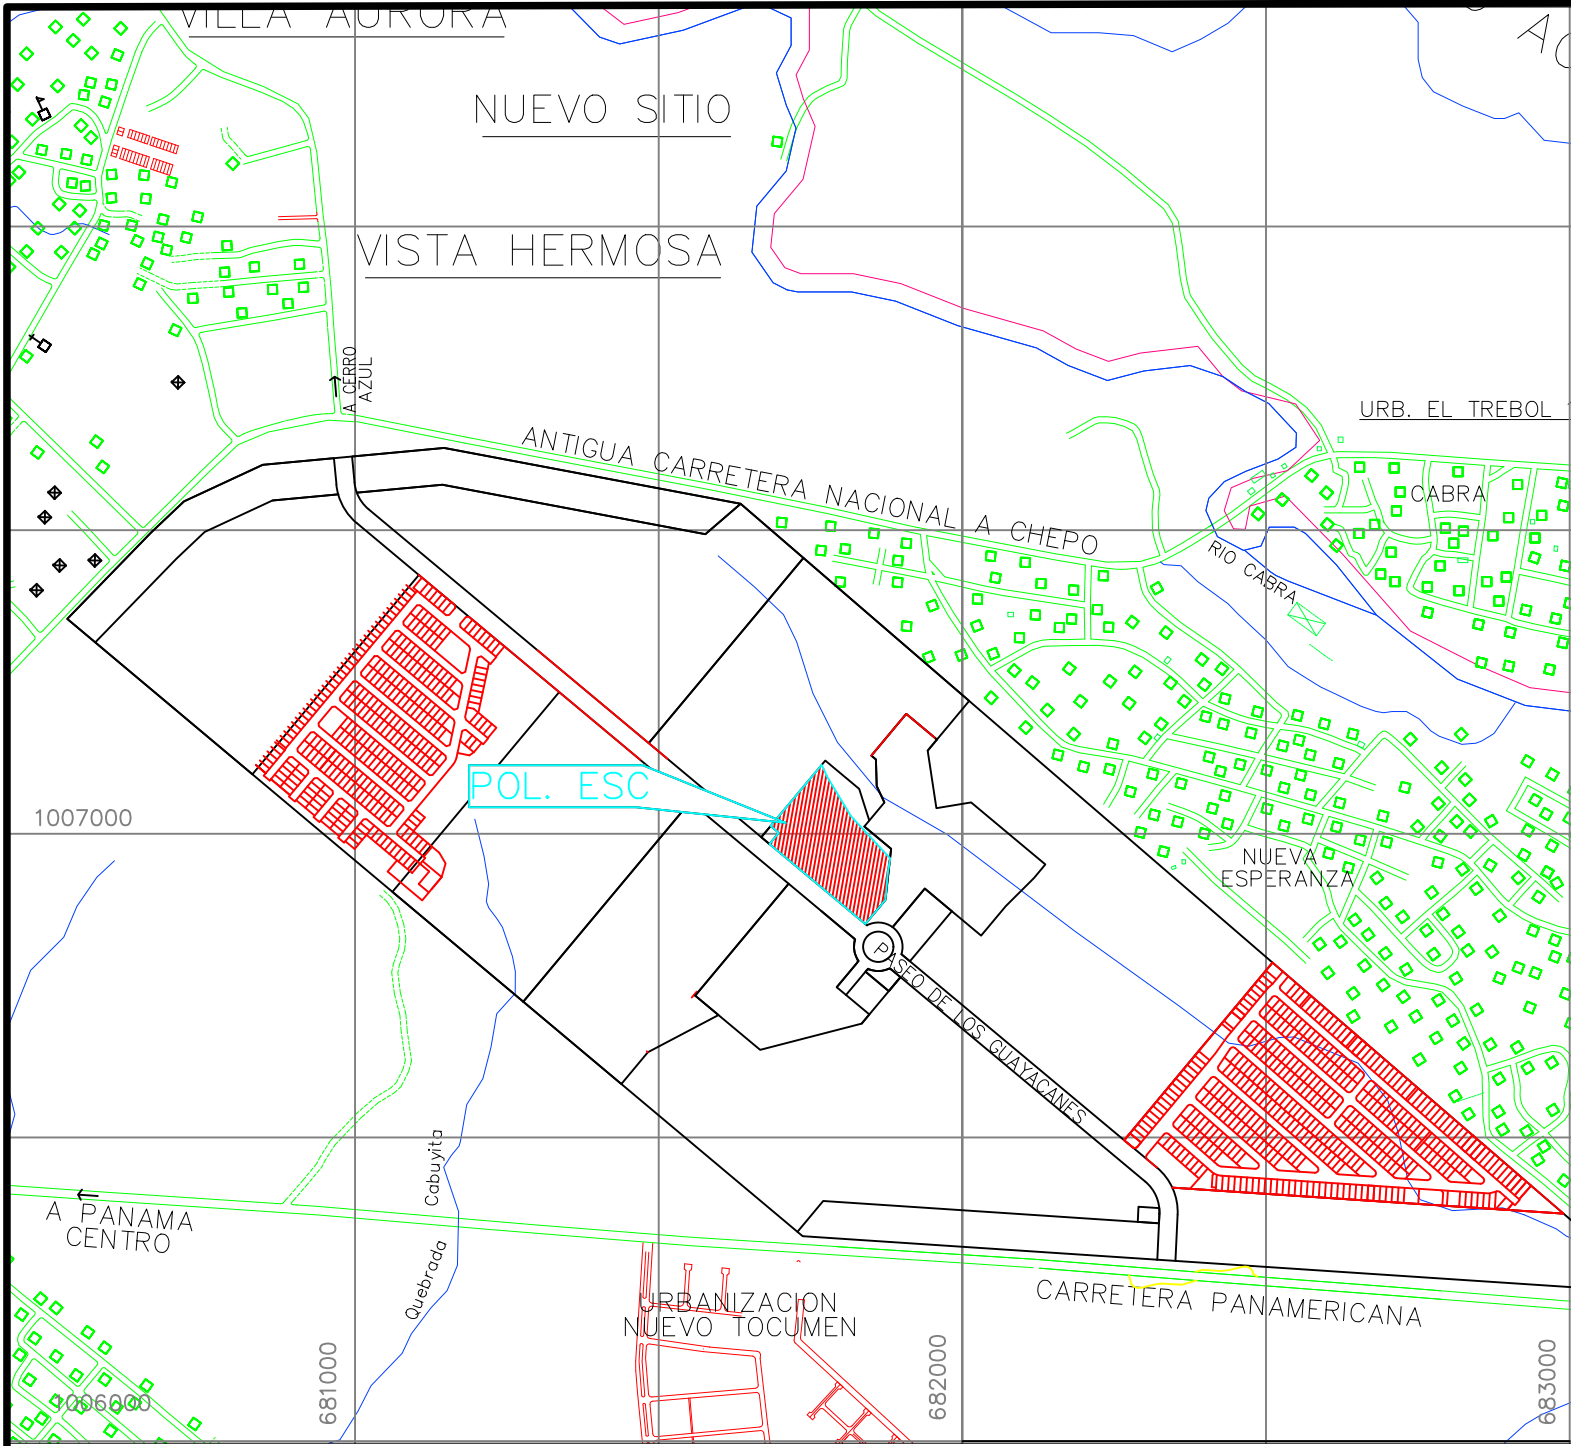 VILLA AURORA
NUEVO SITIO
VISTA HERMOSA
A CERRO
AZUL
ANTIGUA CARRETERA NACIONAL A CHEPO
URB. EL TREBOL
CABRA
RIO CABRA
POL. ESC
1007000
NUEVA
ESPERANZA
PASEO DE LOS GUAYACANES
A PANAMA
CENTRO
Quebrada Cabuyita
URBANIZACION
NUEVO TOCUMEN
CARRETERA PANAMERICANA
1006000
681000
682000
683000